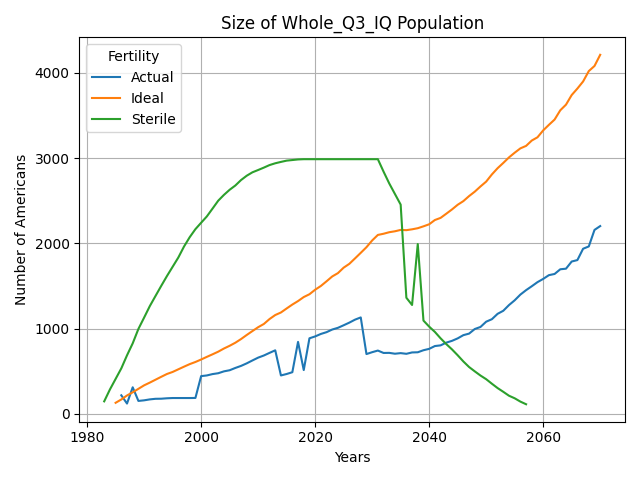 Size of Whole_Q3_IQ Population
Fertility
Actual
Ideal
Sterile
4000
3000
2000
1000
0
Number of Americans
1980
2000
2020
2040
2060
Years